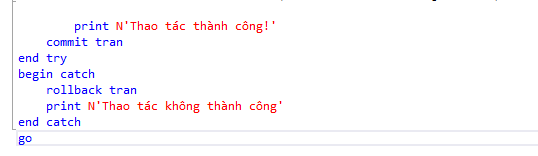 print N'Thao tác thành công!'
commit tran
end try
begin catch
rollback tran
print N'Thao tác không thành công'
end catch
go